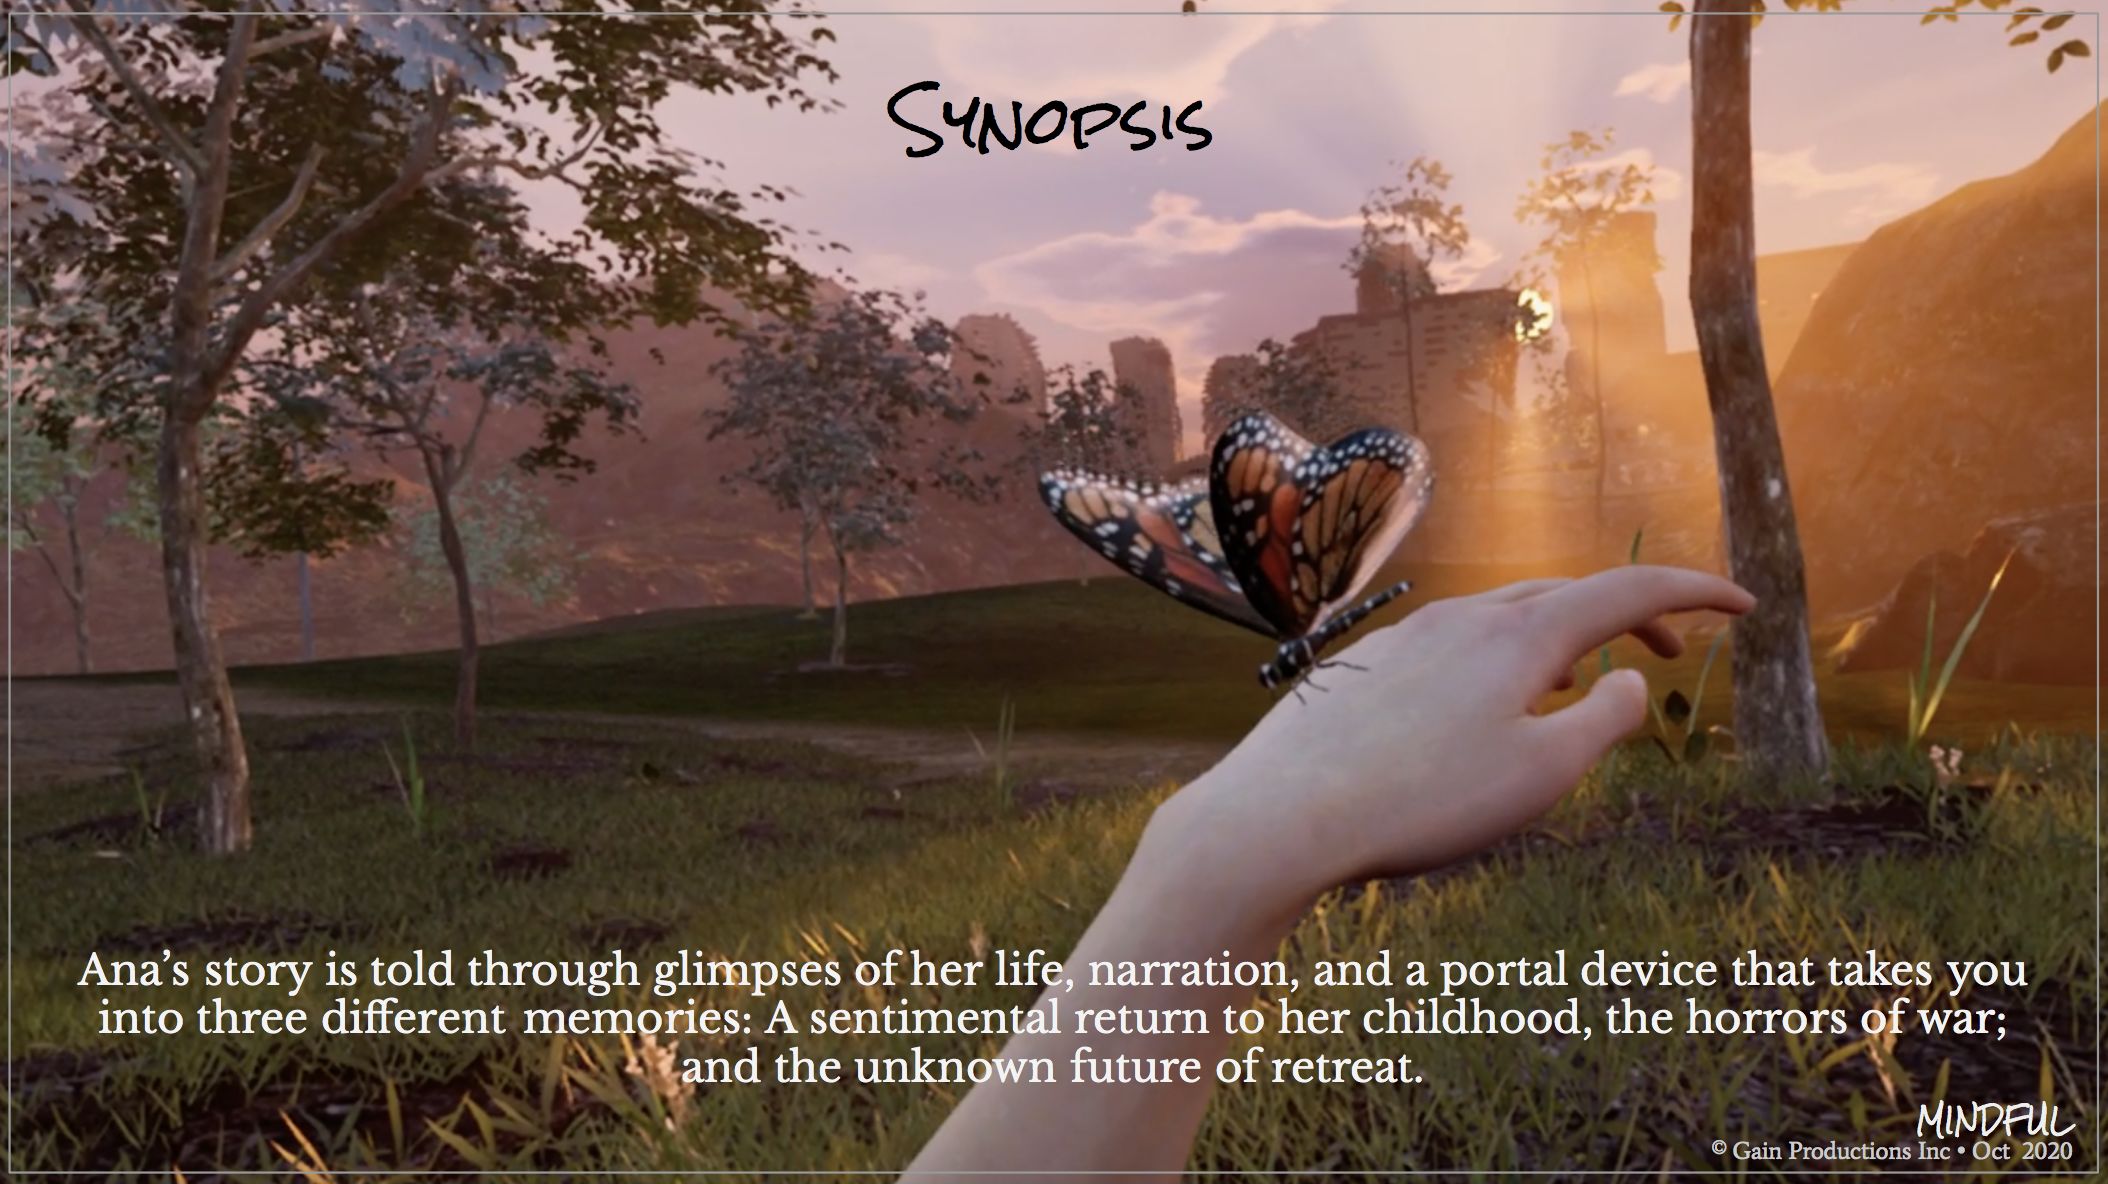 Synopsis
Ana’s story is told through glimpses of her life, narration, and a portal device that takes you
into three different memories: A sentimental return to her childhood, the horrors of war;
and the unknown future of retreat.
MINDFUL
© Gain Productions Inc • Oct 2020